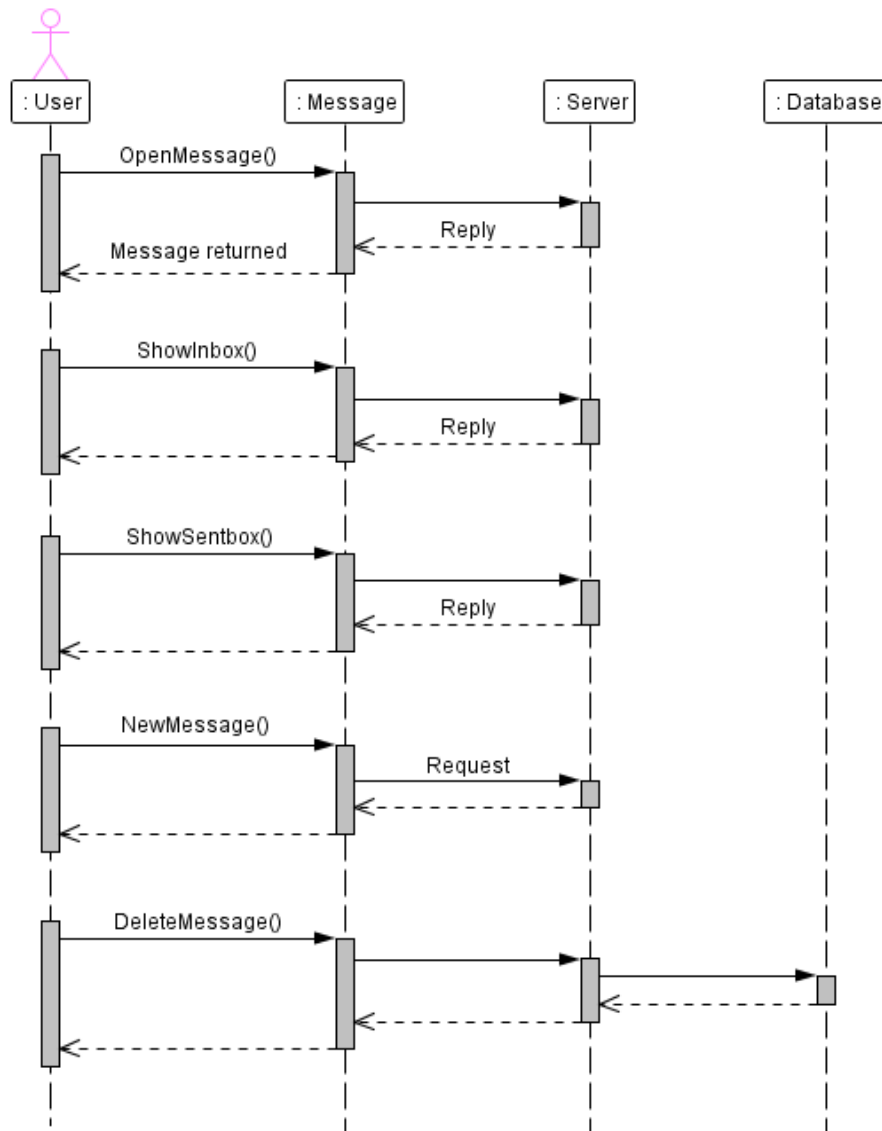 : User
: Message
: Server
: Database
OpenMessage()
Reply
Message returned
ShowInbox()
Reply
ShowSentbox()
Reply
NewMessage()
Request
DeleteMessage()